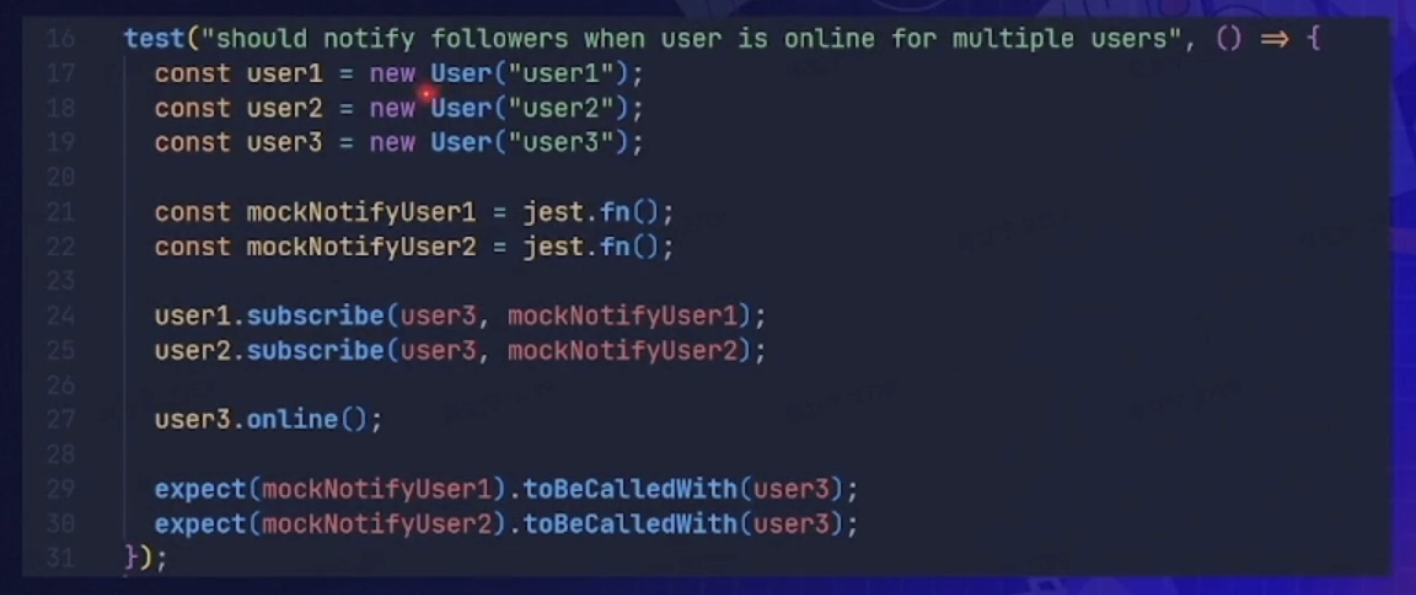 16 test("should notify followers when user is online for multiple users", () => {
17 const user1 = new User("user1");
18 const user2 = new User("user2");
19 const user3 = new User("user3");
20
21 const mockNotifyUser1 = jest.fn();
22 const mockNotifyUser2 = jest.fn();
23
24 user1.subscribe(user3, mockNotifyUser1);
25 user2.subscribe(user3, mockNotifyUser2);
26
27 user3.online();
28
29 expect(mockNotifyUser1).toBeCalledWith(user3);
30 expect(mockNotifyUser2).toBeCalledWith(user3);
31 });